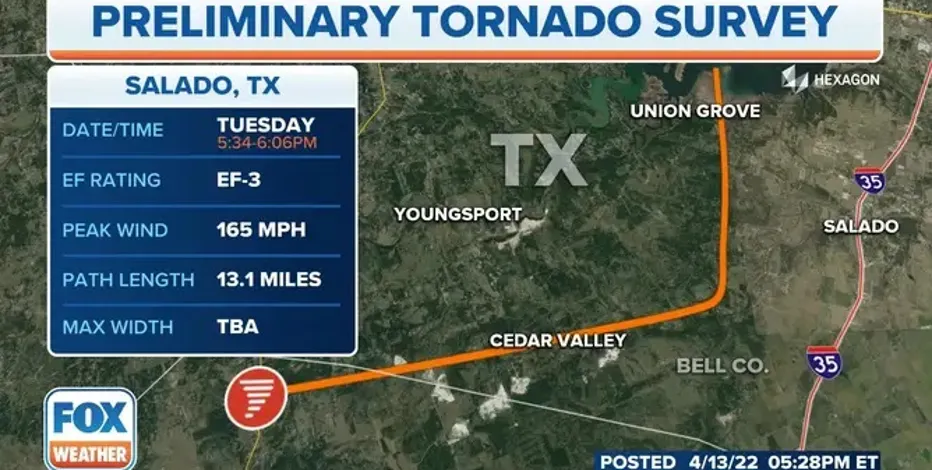 PRELIMINARY TORNADO SURVEY
SALADO, TX
DATE/TIME TUESDAY
5:34-6:06PM
EF RATING EF-3
PEAK WIND 165 MPH
PATH LENGTH 13.1 MILES
MAX WIDTH TBA
HEXAGON
UNION GROVE
TX
35
YOUNGSPORT
SALADO
CEDAR VALLEY
BELL CO.
35
FOX
WEATHER
POSTED 4/13/22 05:28PM ET